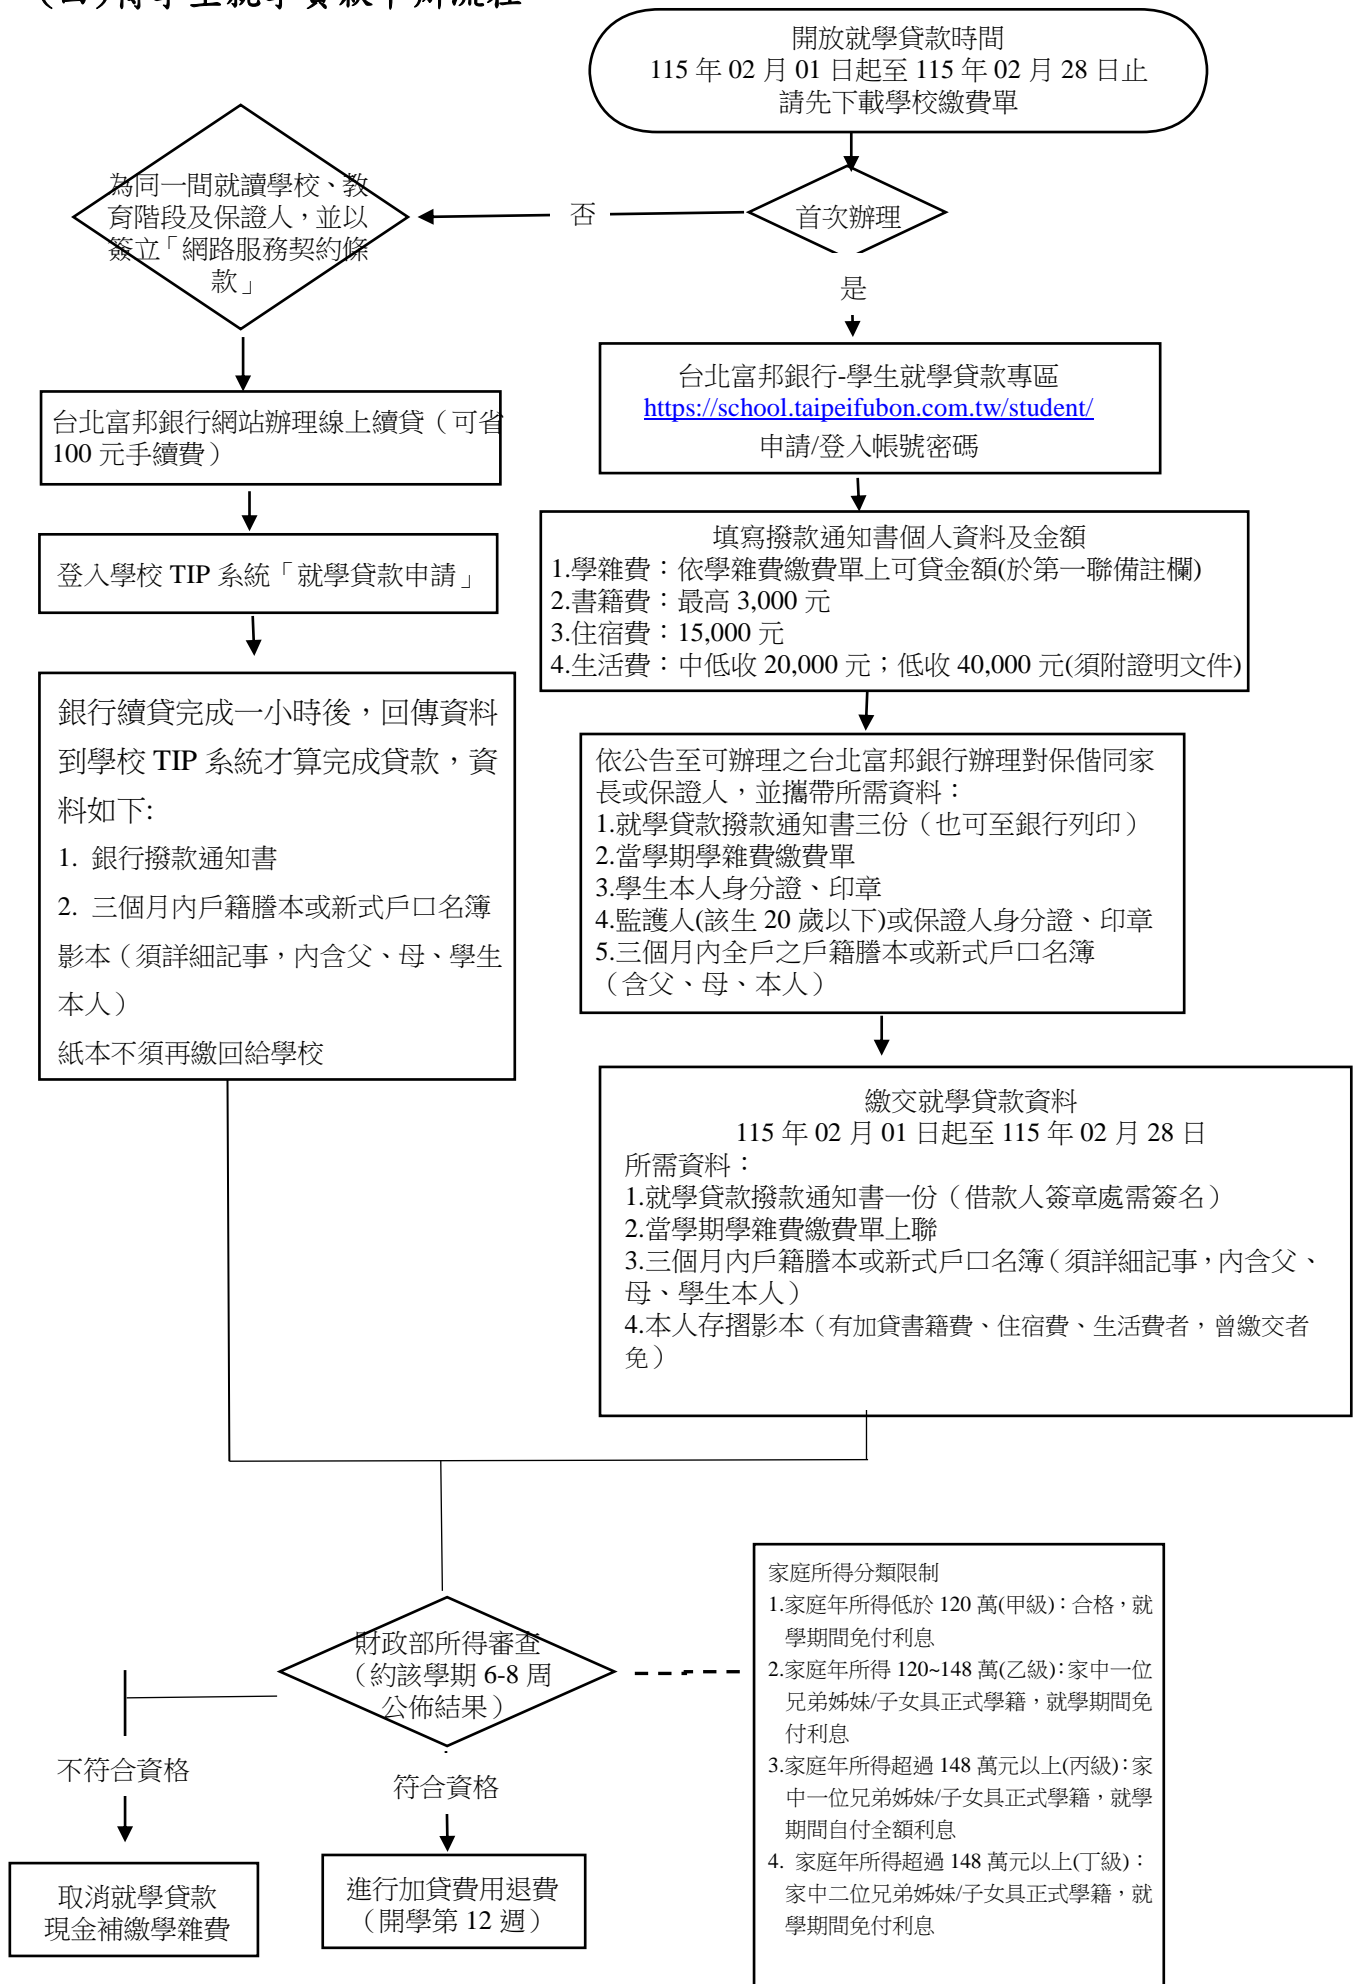 開放就學貸款時間
115 年 02 月 01 日起至 115 年 02 月 28 日止
請先下載學校繳費單
首次辦理
否
是
為同一間就讀學校、教
育階段及保證人，並以
簽立「網路服務契約條
款」
台北富邦銀行網站辦理線上續貸（可省
100 元手續費）
登入學校 TIP 系統「就學貸款申請」
銀行續貸完成一小時後，回傳資料
到學校 TIP 系統才算完成貸款，資
料如下:
1. 銀行撥款通知書
2. 三個月內戶籍謄本或新式戶口名簿
影本（須詳細記事，內含父、母、學生
本人）
紙本不須再繳回給學校
台北富邦銀行-學生就學貸款專區
https://school.taipeifubon.com.tw/student/
申請/登入帳號密碼
填寫撥款通知書個人資料及金額
1.學雜費：依學雜費繳費單上可貸金額(於第一聯備註欄)
2.書籍費：最高 3,000 元
3.住宿費：15,000 元
4.生活費：中低收 20,000 元；低收 40,000 元(須附證明文件)
依公告至可辦理之台北富邦銀行辦理對保偕同家
長或保證人，並攜帶所需資料：
1.就學貸款撥款通知書三份（也可至銀行列印）
2.當學期學雜費繳費單
3.學生本人身分證、印章
4.監護人(該生 20 歲以下)或保證人身分證、印章
5.三個月內全戶之戶籍謄本或新式戶口名簿
（含父、母、本人）
繳交就學貸款資料
115 年 02 月 01 日起至 115 年 02 月 28 日
所需資料：
1.就學貸款撥款通知書一份（借款人簽章處需簽名）
2.當學期學雜費繳費單上聯
3.三個月內戶籍謄本或新式戶口名簿（須詳細記事，內含父、
母、學生本人）
4.本人存摺影本（有加貸書籍費、住宿費、生活費者，曾繳交者
免）
財政部所得審查
（約該學期 6-8 周
公佈結果）
不符合資格
符合資格
取消就學貸款
現金補繳學雜費
進行加貸費用退費
（開學第 12 週）
家庭所得分類限制
1.家庭年所得低於 120 萬(甲級)：合格，就
學期間免付利息
2.家庭年所得 120~148 萬(乙級)：家中一位
兄弟姊妹/子女具正式學籍，就學期間免
付利息
3.家庭年所得超過 148 萬元以上(丙級)：家
中一位兄弟姊妹/子女具正式學籍，就學
期間自付全額利息
4. 家庭年所得超過 148 萬元以上(丁級)：
家中二位兄弟姊妹/子女具正式學籍，就
學期間免付利息